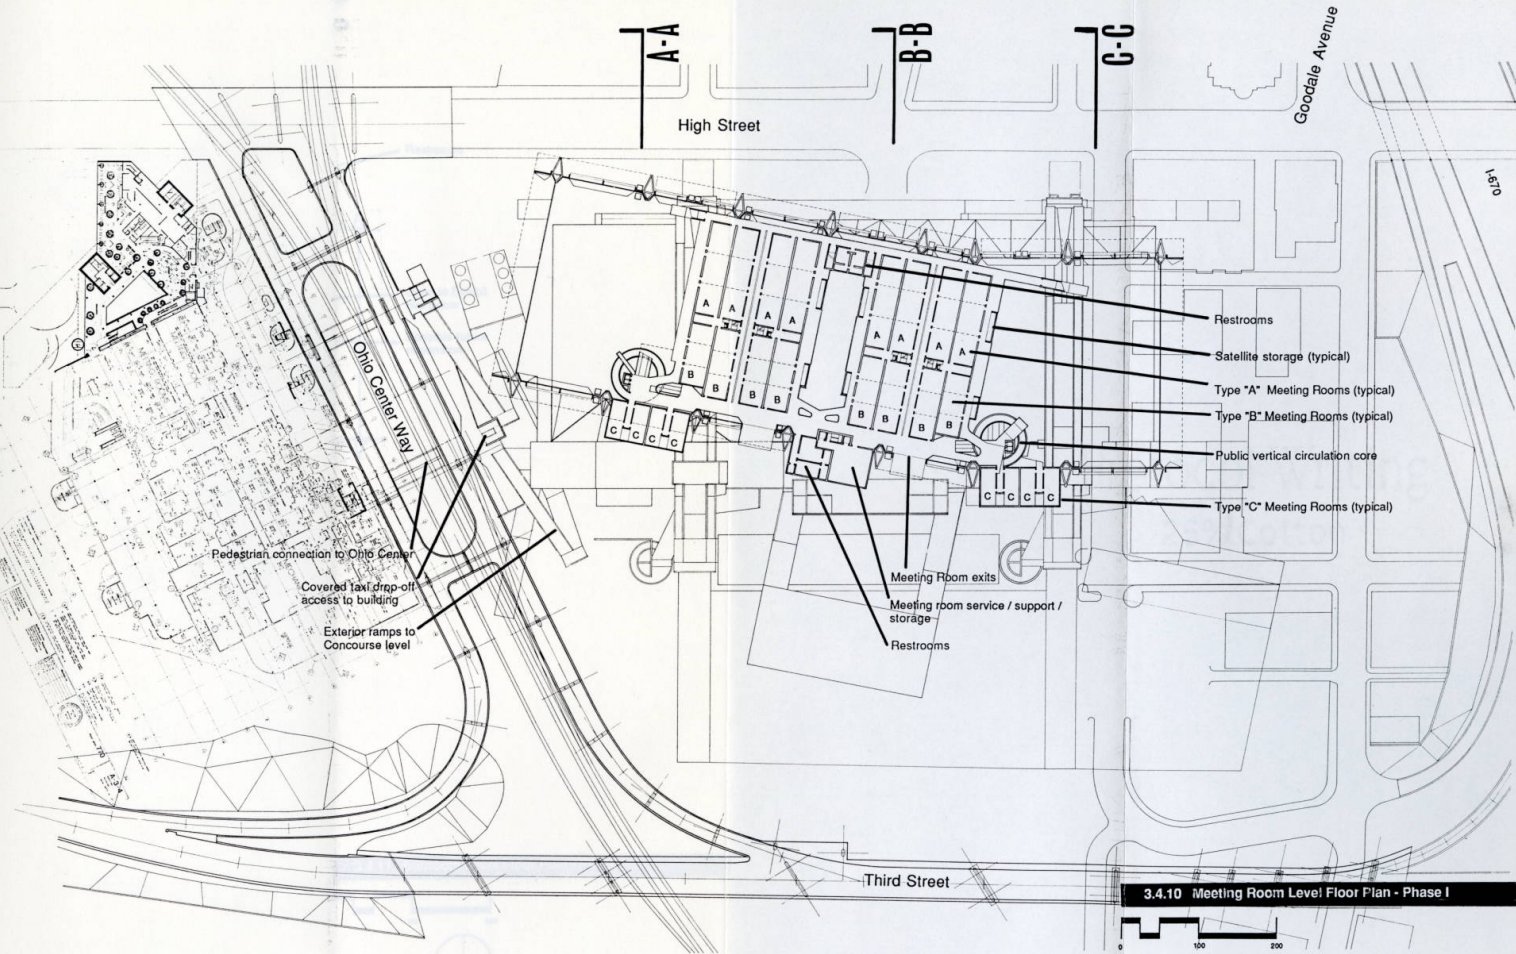 A-A
B-B
C-C
Goodale Avenue
High Street
I-670
Ohio Center Way
A
A
A
A
A
A
A
A
B
B
B
B
B
B
B
B
C C C C
C C C C
Restrooms
Satellite storage (typical)
Type "A" Meeting Rooms (typical)
Type "B" Meeting Rooms (typical)
Public vertical circulation core
Type "C" Meeting Rooms (typical)
Pedestrian connection to Ohio Center
Covered taxi drop-off
access to building
Exterior ramps to
Concourse level
Meeting Room exits
Meeting room service / support /
storage
Restrooms
Third Street
3.4.10 Meeting Room Level Floor Plan - Phase I
0 100 200